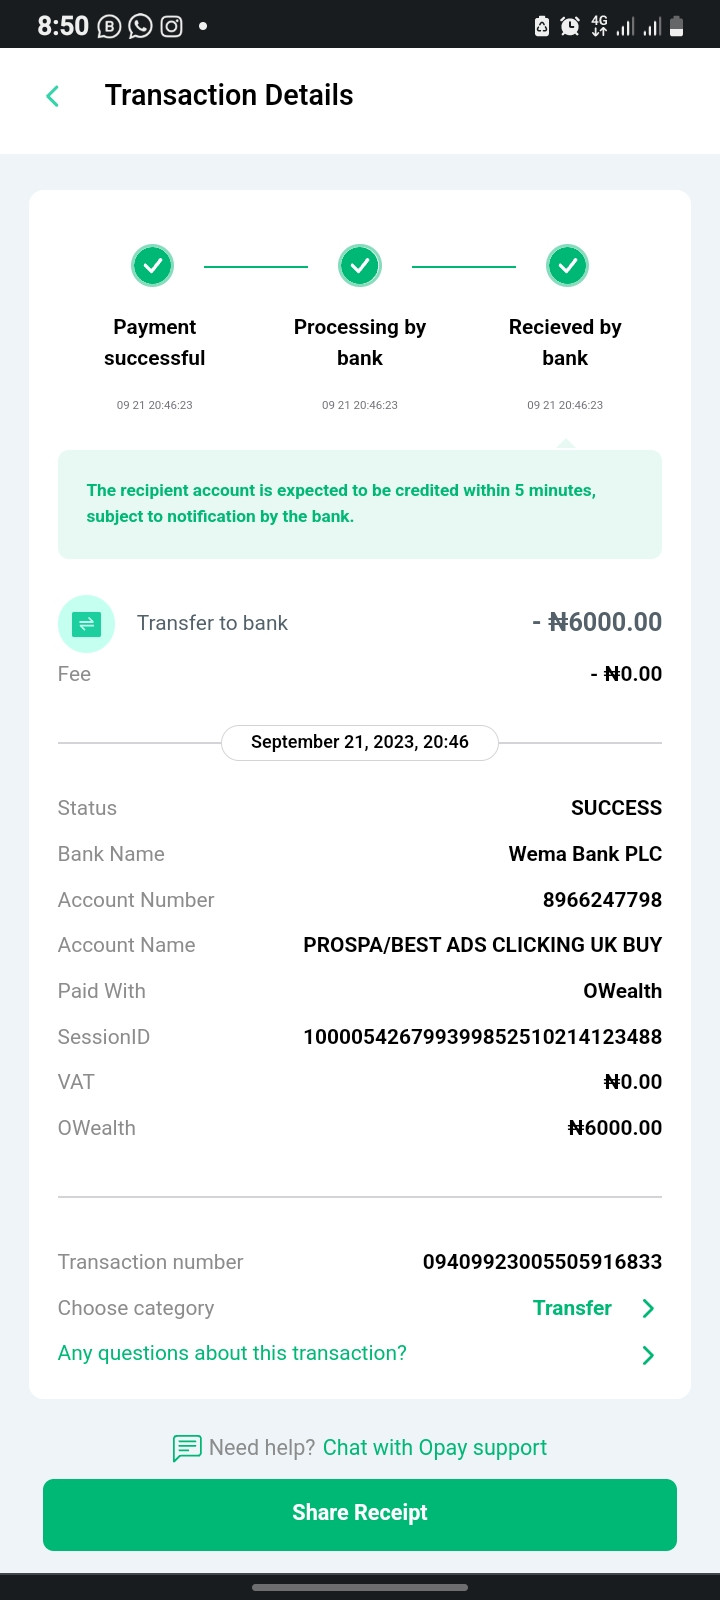 8:50
4G
Transaction Details
Payment successful
Processing by bank
Recieved by bank
09 21 20:46:23
09 21 20:46:23
09 21 20:46:23
The recipient account is expected to be credited within 5 minutes,
subject to notification by the bank.
Transfer to bank - ₦6000.00
Fee - ₦0.00
September 21, 2023, 20:46
Status SUCCESS
Bank Name Wema Bank PLC
Account Number 8966247798
Account Name PROSPA/BEST ADS CLICKING UK BUY
Paid With OWealth
SessionID 100005426799399852510214123488
VAT ₦0.00
OWealth ₦6000.00
Transaction number 09409923005505916833
Choose category Transfer
Any questions about this transaction?
Need help? Chat with Opay support
Share Receipt